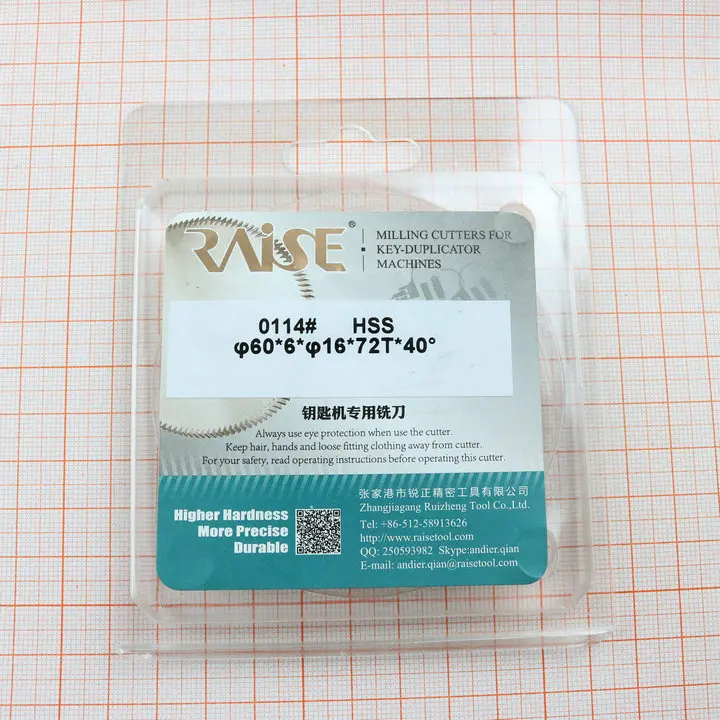 RAISE®
MILLING CUTTERS FOR
KEY-DUPLICATOR
MACHINES
0114# HSS
φ60*6*φ16*72T*40°
钥匙机专用铣刀
Always use eye protection when use the cutter.
Keep hair, hands and loose fitting clothing away from cutter.
For your safety, read operating instructions before operating this cutter.
Higher Hardness
More Precise
Durable
张家港市锐正精密工具有限公司
Zhangjiagang Ruizheng Tool Co.,Ltd.
Tel: +86-512-58913626
http://www.raisetool.com
QQ: 250593982 Skype:andier.qian
E-mail: andier.qian@raisetool.com